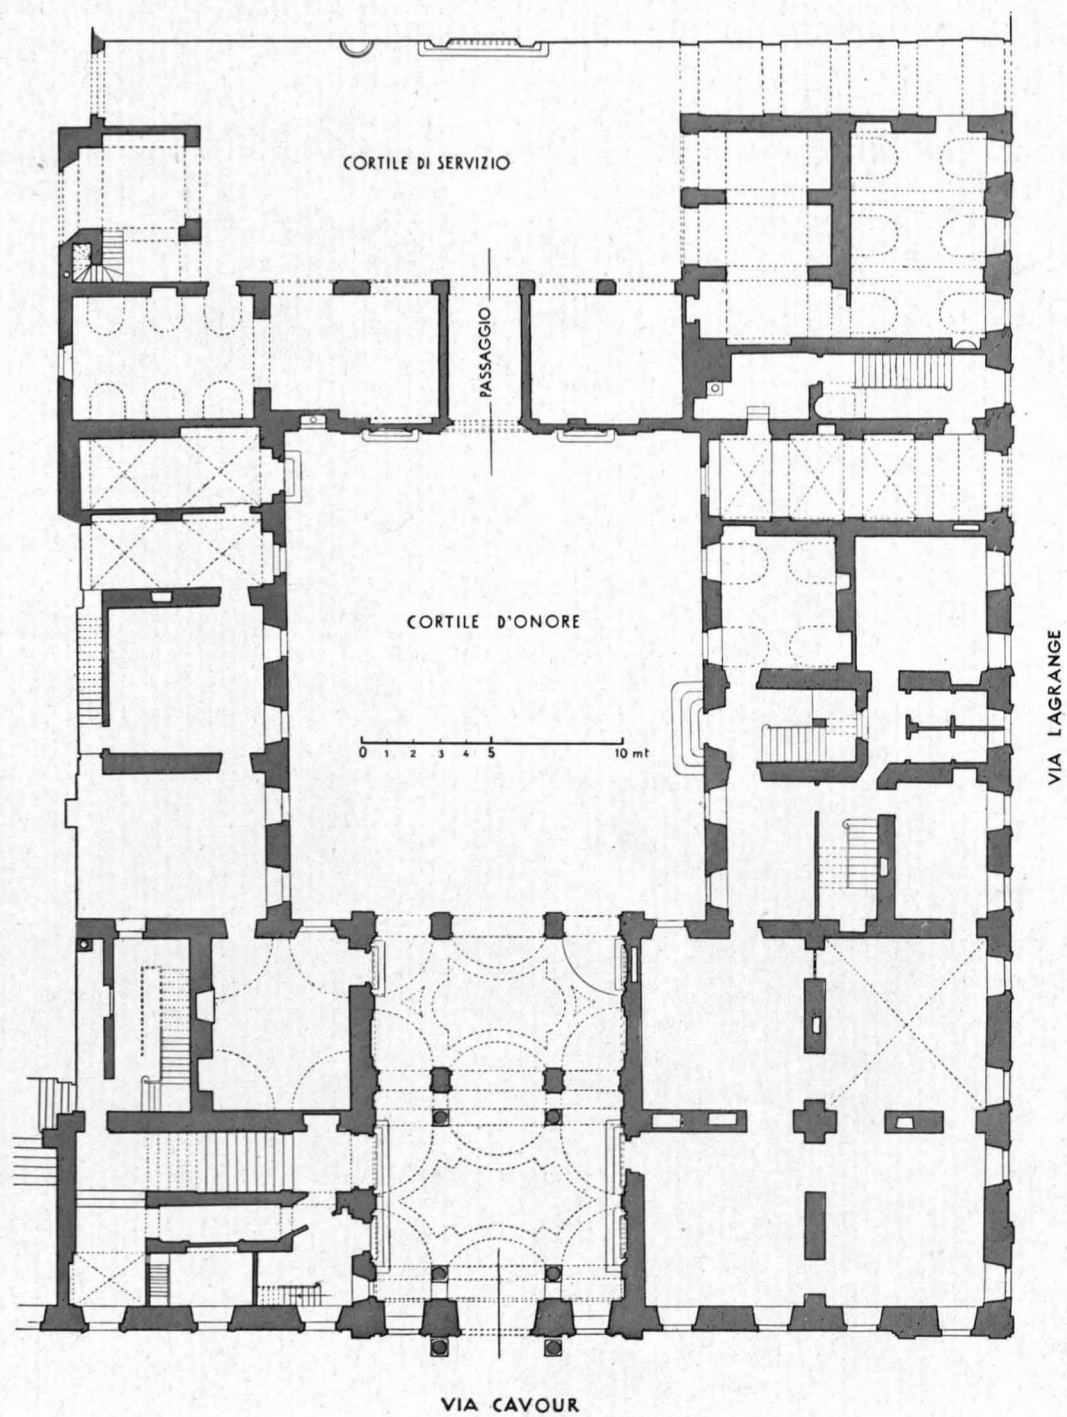 CORTILE DI SERVIZIO
PASSAGGIO
CORTILE D'ONORE
0 1 2 3 4 5 10 mt
VIA LAGRANGE
VIA CAVOUR